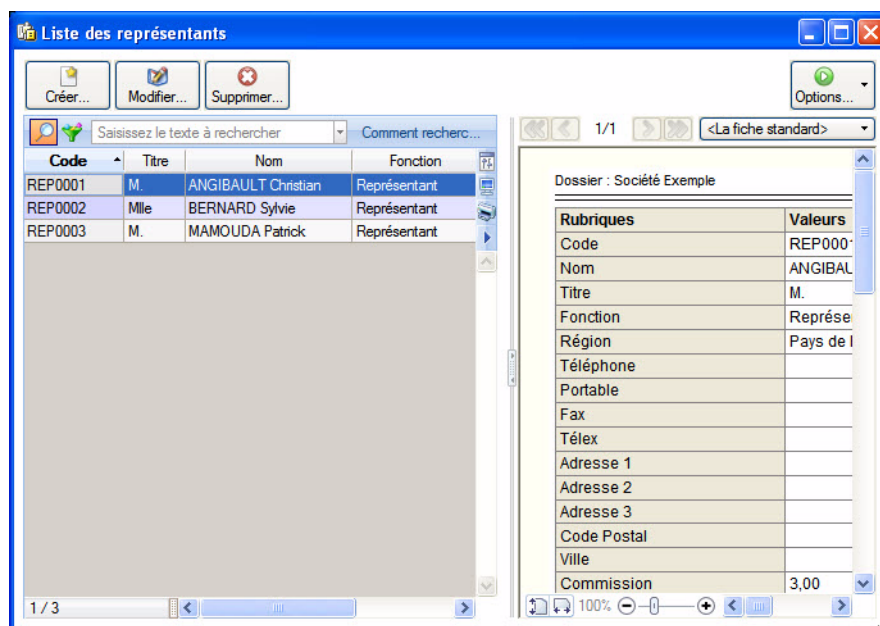 Liste des représentants
Créer... Modifier... Supprimer... Options...
Saisissez le texte à rechercher Comment recherc...
1/1 <La fiche standard>
Code Titre Nom Fonction
REP0001 M. ANGIBAULT Christian Représentant
REP0002 Mlle BERNARD Sylvie Représentant
REP0003 M. MAMOUDA Patrick Représentant
1 / 3
Dossier : Société Exemple
Rubriques Valeurs
Code REP0001
Nom ANGIBAU
Titre M.
Fonction Représe
Région Pays de l
Téléphone
Portable
Fax
Télex
Adresse 1
Adresse 2
Adresse 3
Code Postal
Ville
Commission 3,00
100%